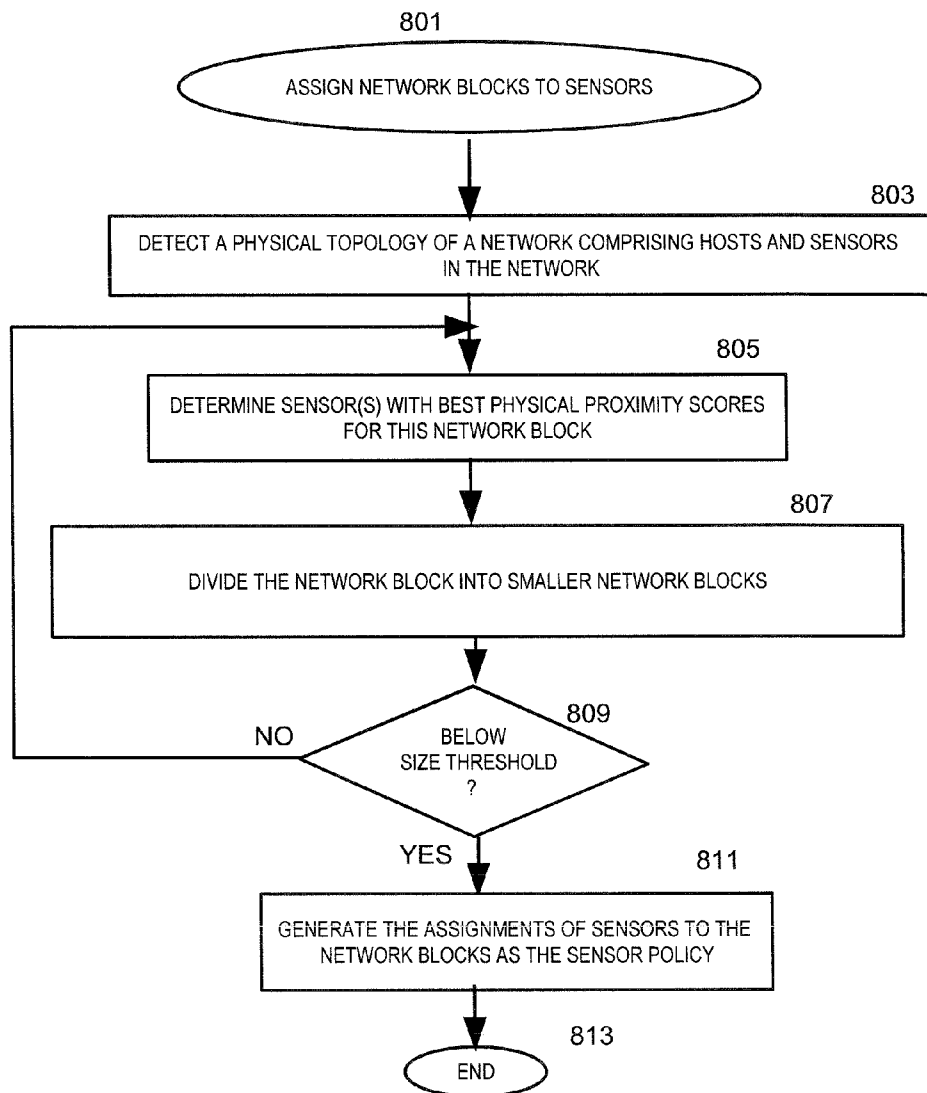 801
ASSIGN NETWORK BLOCKS TO SENSORS
803
DETECT A PHYSICAL TOPOLOGY OF A NETWORK COMPRISING HOSTS AND SENSORS
IN THE NETWORK
805
DETERMINE SENSOR(S) WITH BEST PHYSICAL PROXIMITY SCORES
FOR THIS NETWORK BLOCK
807
DIVIDE THE NETWORK BLOCK INTO SMALLER NETWORK BLOCKS
809
NO
BELOW
SIZE THRESHOLD
?
YES
811
GENERATE THE ASSIGNMENTS OF SENSORS TO THE
NETWORK BLOCKS AS THE SENSOR POLICY
813
END